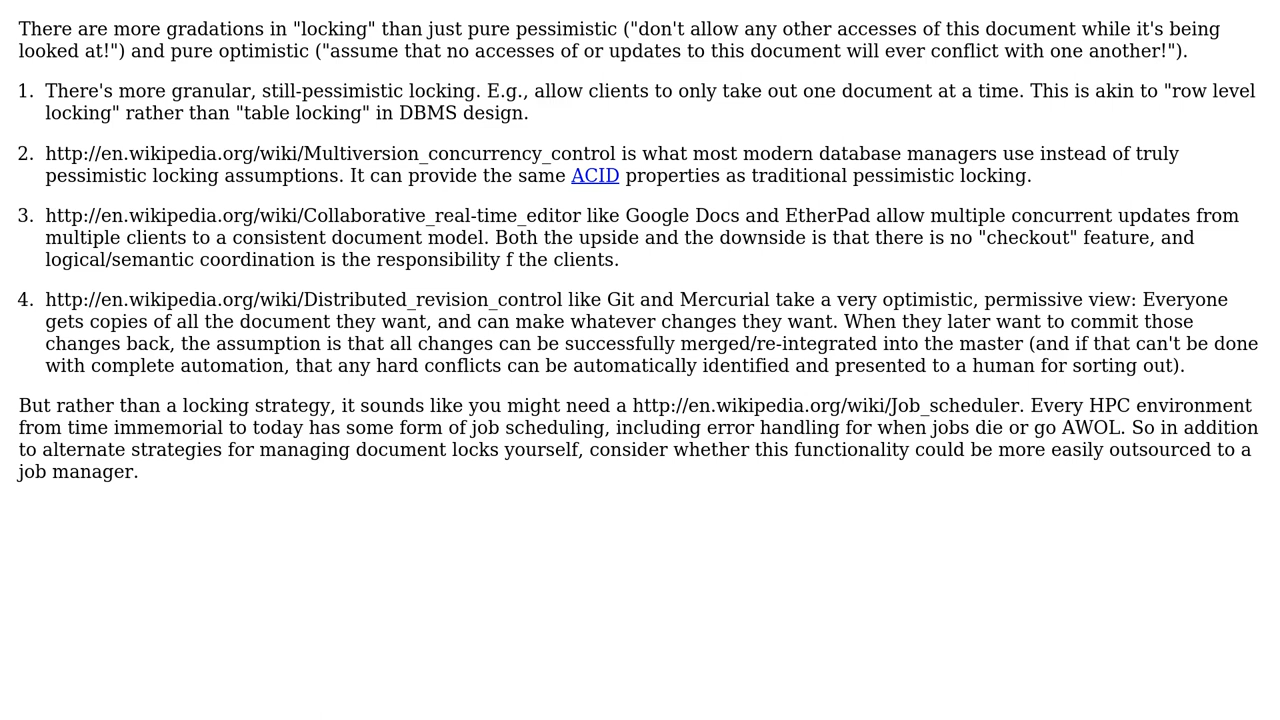 There are more gradations in "locking" than just pure pessimistic ("don't allow any other accesses of this document while it's being
looked at!") and pure optimistic ("assume that no accesses of or updates to this document will ever conflict with one another!").
1. There's more granular, still-pessimistic locking. E.g., allow clients to only take out one document at a time. This is akin to "row level
locking" rather than "table locking" in DBMS design.
2. http://en.wikipedia.org/wiki/Multiversion_concurrency_control is what most modern database managers use instead of truly
pessimistic locking assumptions. It can provide the same ACID properties as traditional pessimistic locking.
3. http://en.wikipedia.org/wiki/Collaborative_real-time_editor like Google Docs and EtherPad allow multiple concurrent updates from
multiple clients to a consistent document model. Both the upside and the downside is that there is no "checkout" feature, and
logical/semantic coordination is the responsibility f the clients.
4. http://en.wikipedia.org/wiki/Distributed_revision_control like Git and Mercurial take a very optimistic, permissive view: Everyone
gets copies of all the document they want, and can make whatever changes they want. When they later want to commit those
changes back, the assumption is that all changes can be successfully merged/re-integrated into the master (and if that can't be done
with complete automation, that any hard conflicts can be automatically identified and presented to a human for sorting out).
But rather than a locking strategy, it sounds like you might need a http://en.wikipedia.org/wiki/Job_scheduler. Every HPC environment
from time immemorial to today has some form of job scheduling, including error handling for when jobs die or go AWOL. So in addition
to alternate strategies for managing document locks yourself, consider whether this functionality could be more easily outsourced to a
job manager.